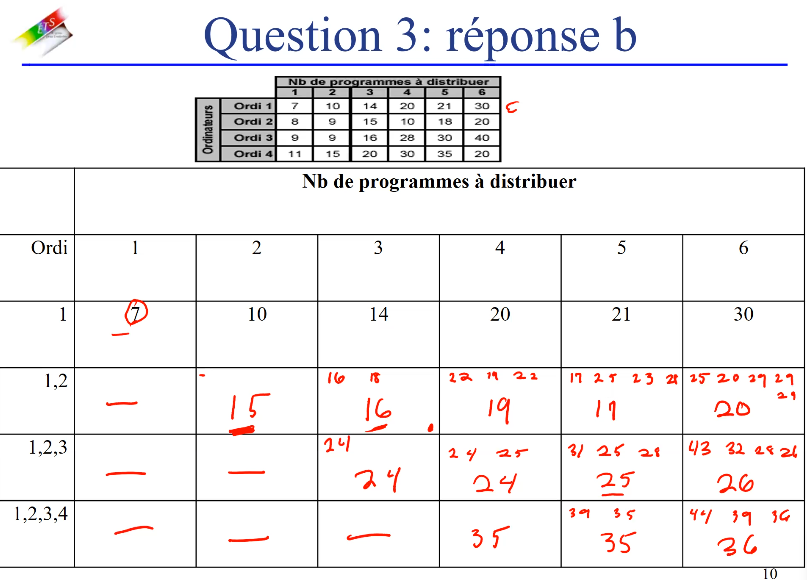 ETS
Question 3: réponse b
Nb de programmes à distribuer
1 2 3 4 5 6
Ordinateurs
Ordi 1 7 10 14 20 21 30
Ordi 2 8 9 15 10 18 20
Ordi 3 9 9 16 28 30 40
Ordi 4 11 15 20 30 35 20
Nb de programmes à distribuer
Ordi 1 2 3 4 5 6
1 7 10 14 20 21 30
1,2 16 18 22 19 22 17 25 23 28 25 20 29 29
29
— 15 16 19 17 20
1,2,3 24 24 25 31 25 28 43 32 28 26
— — 24 24 25 26
1,2,3,4 39 35 44 39 36
— — — 35 35 36
10